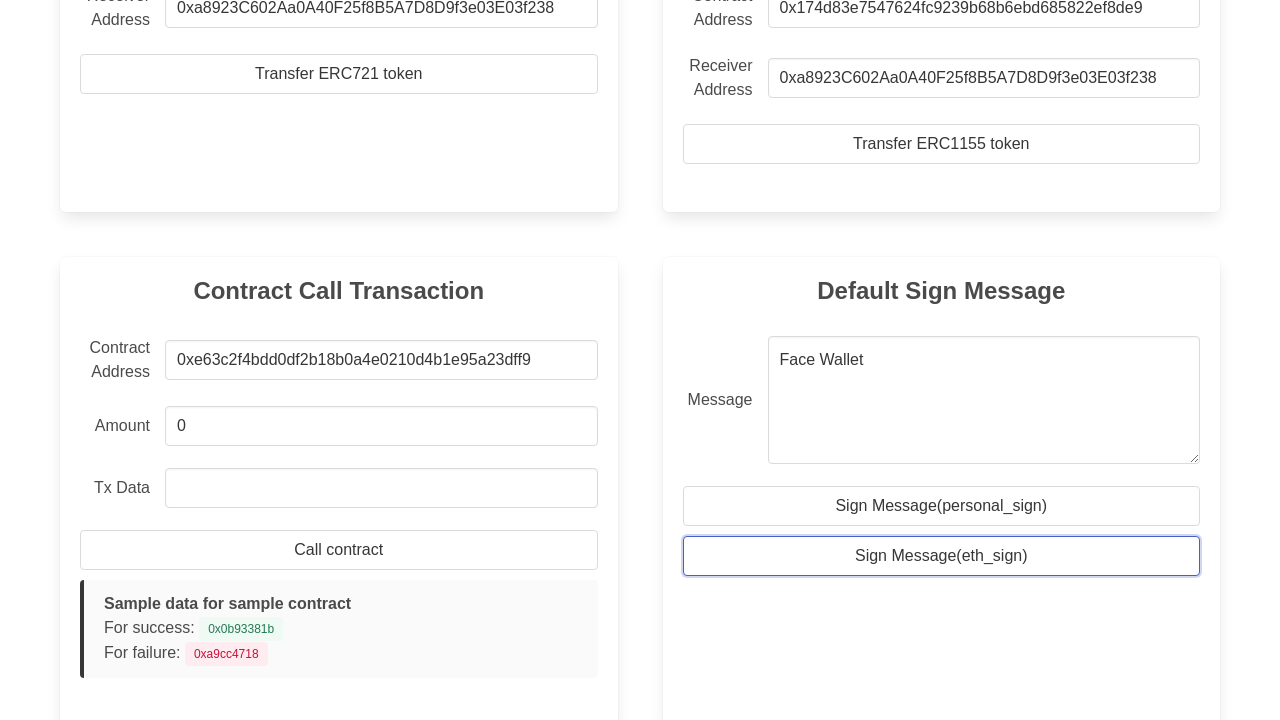 0xa8923C602Aa0A40F25f8B5A7D8D9f3e03E03f238
Address
Transfer ERC721 token
0x174d83e7547624fc9239b68b6ebd685822ef8de9
Address
Receiver
Address
0xa8923C602Aa0A40F25f8B5A7D8D9f3e03E03f238
Transfer ERC1155 token
Contract Call Transaction
Contract
Address
0xe63c2f4bdd0df2b18b0a4e0210d4b1e95a23dff9
Amount
0
Tx Data
Call contract
Sample data for sample contract
For success: 0x0b93381b
For failure: 0xa9cc4718
Default Sign Message
Message
Face Wallet
Sign Message(personal_sign)
Sign Message(eth_sign)